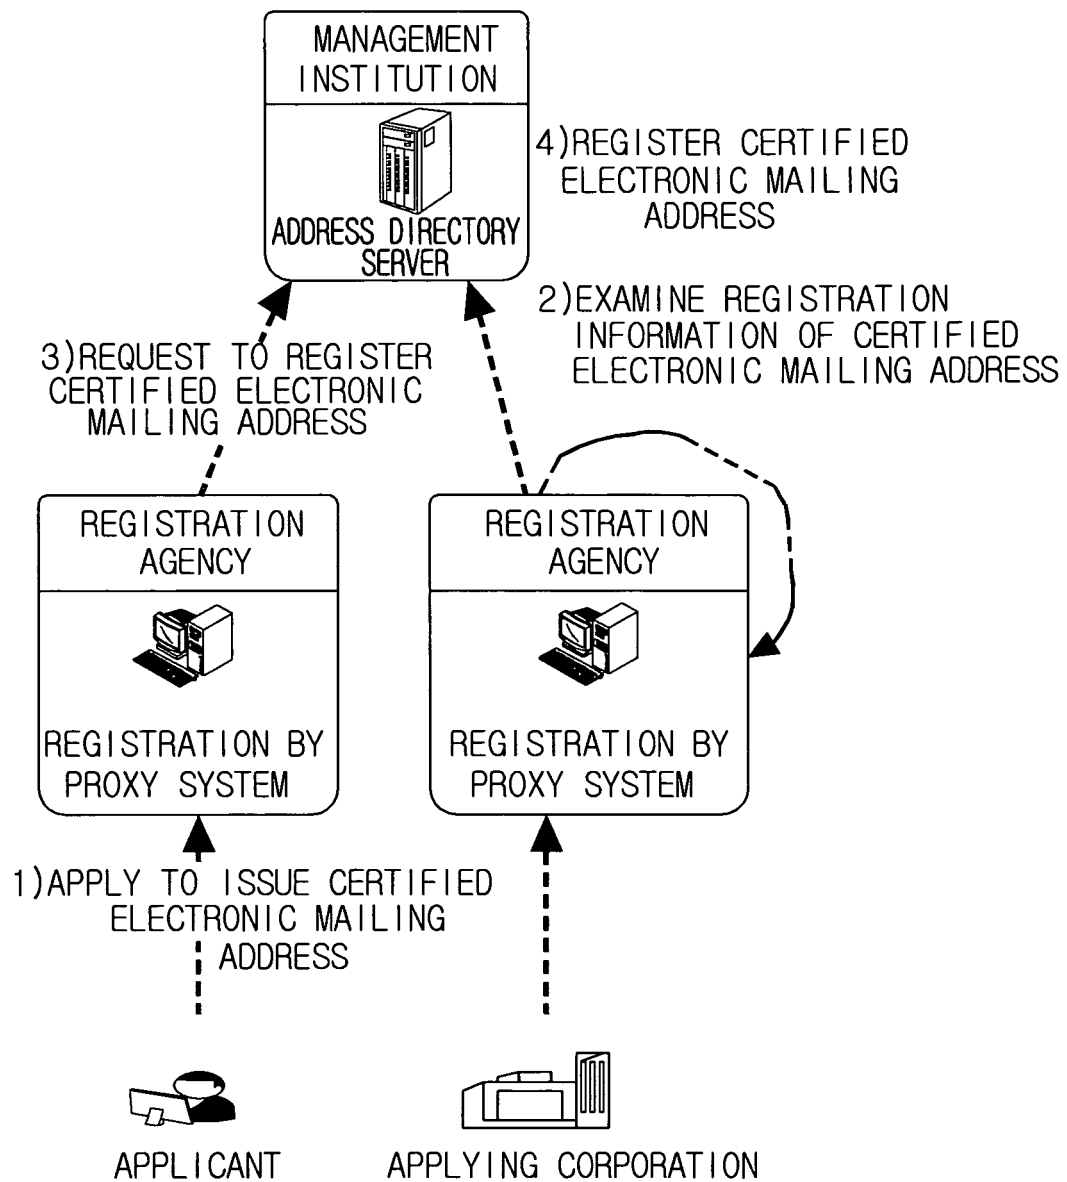 MANAGEMENT
INSTITUTION
ADDRESS DIRECTORY
SERVER
4)REGISTER CERTIFIED
ELECTRONIC MAILING
ADDRESS
2)EXAMINE REGISTRATION
INFORMATION OF CERTIFIED
ELECTRONIC MAILING ADDRESS
3)REQUEST TO REGISTER
CERTIFIED ELECTRONIC
MAILING ADDRESS
REGISTRATION
AGENCY
REGISTRATION BY
PROXY SYSTEM
REGISTRATION
AGENCY
REGISTRATION BY
PROXY SYSTEM
1)APPLY TO ISSUE CERTIFIED
ELECTRONIC MAILING
ADDRESS
APPLICANT
APPLYING CORPORATION